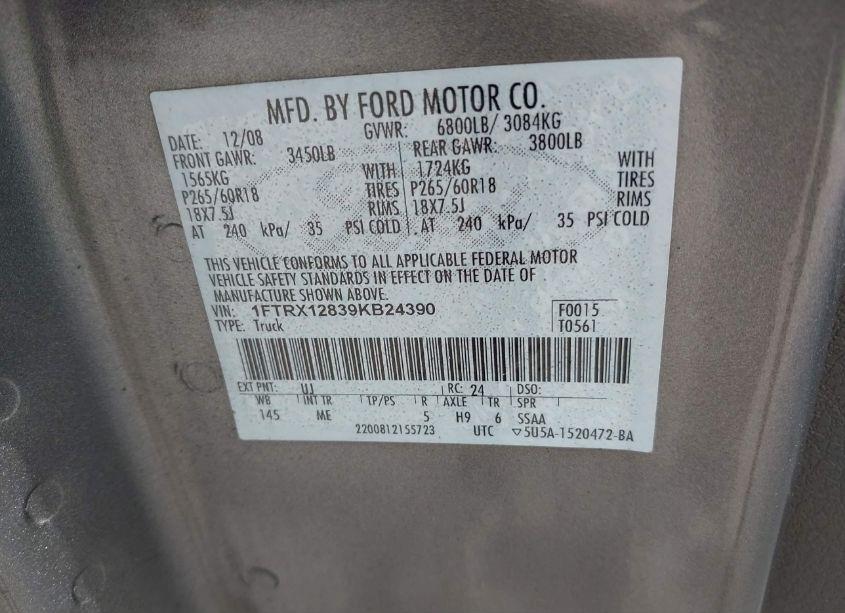 MFD. BY FORD MOTOR CO.
DATE: 12/08 GVWR: 6800LB/ 3084KG
FRONT GAWR: 3450LB REAR GAWR: 3800LB
1565KG WITH 1724KG WITH
P265/60R18 TIRES P265/60R18 TIRES
18X7.5J RIMS 18X7.5J RIMS
AT 240 kPa/ 35 PSI COLD AT 240 kPa/ 35 PSI COLD
THIS VEHICLE CONFORMS TO ALL APPLICABLE FEDERAL MOTOR
VEHICLE SAFETY STANDARDS IN EFFECT ON THE DATE OF
MANUFACTURE SHOWN ABOVE.
VIN: 1FTRX12839KB24390 F0015
TYPE: Truck T0561
EXT PNT: UJ RC: 24 DSO:
WB INT TR TP/PS R AXLE TR SPR
145 ME 5 H9 6 SSAA
2200812155723 UTC ▽5U5A-1520472-BA